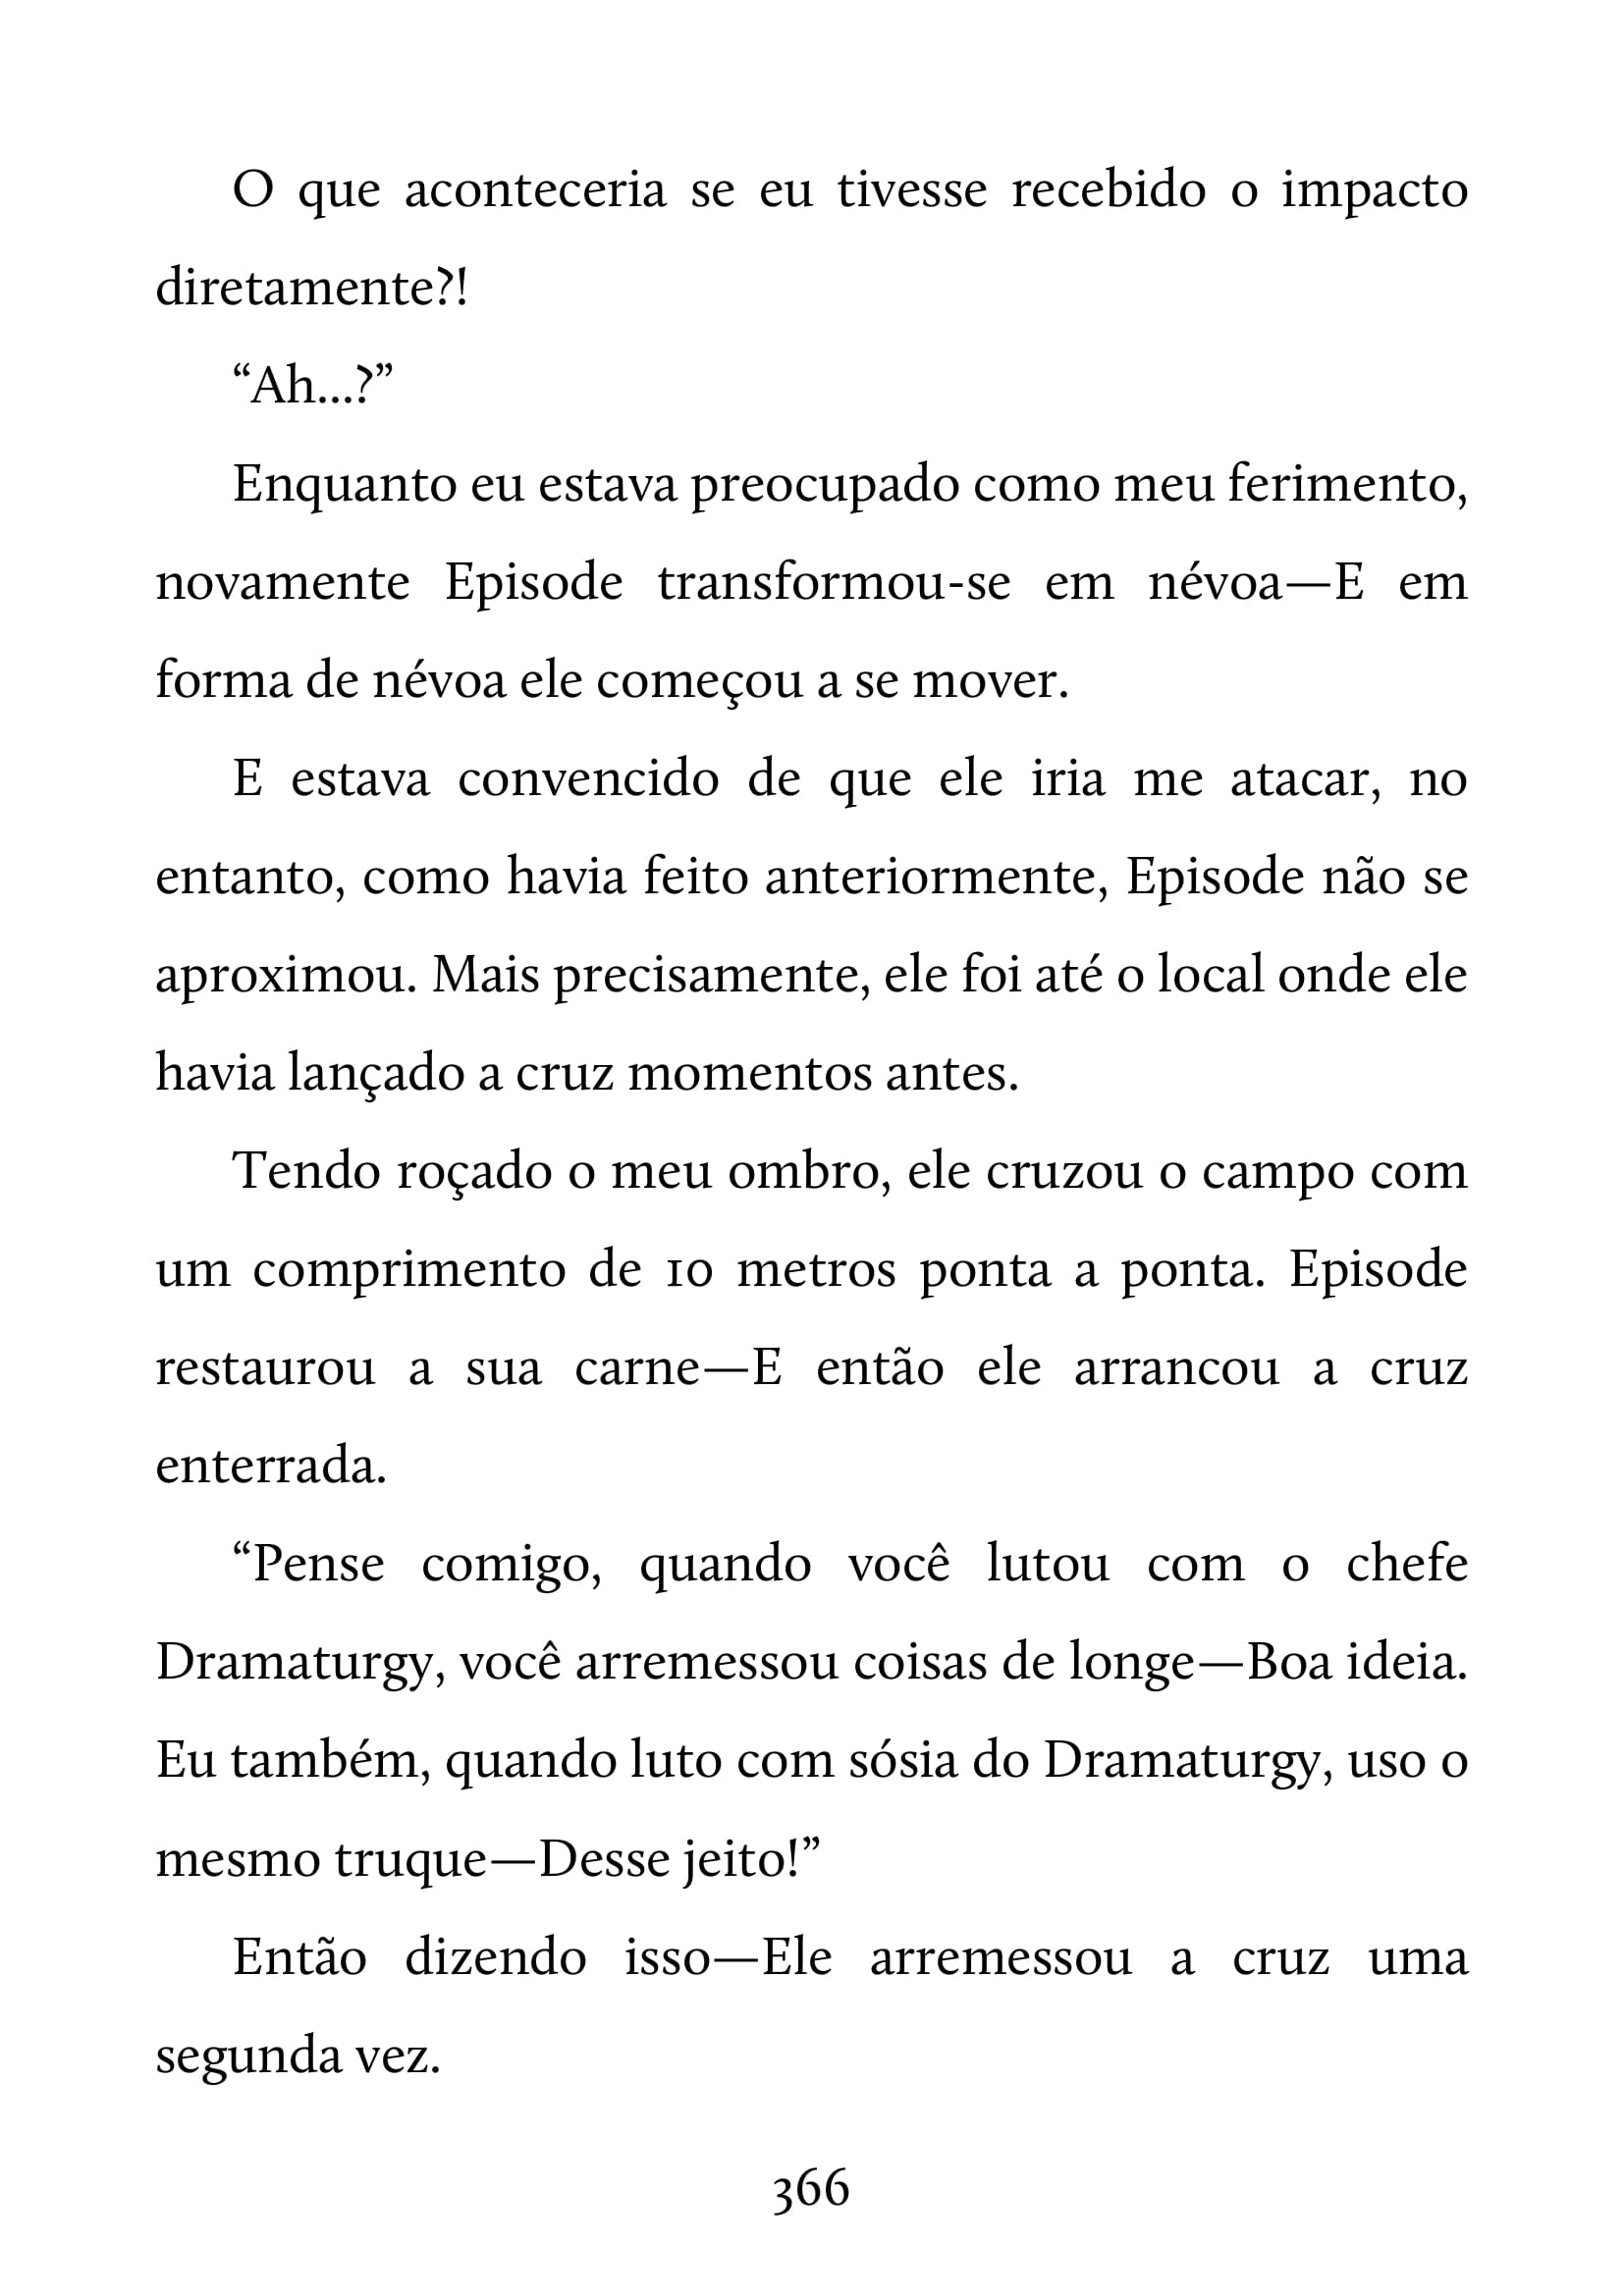 O que aconteceria se eu tivesse recebido o impacto
diretamente?!
“Ah...?”
Enquanto eu estava preocupado como meu ferimento,
novamente Episode transformou-se em névoa—E em
forma de névoa ele começou a se mover.
E estava convencido de que ele iria me atacar, no
entanto, como havia feito anteriormente, Episode não se
aproximou. Mais precisamente, ele foi até o local onde ele
havia lançado a cruz momentos antes.
Tendo roçado o meu ombro, ele cruzou o campo com
um comprimento de 10 metros ponta a ponta. Episode
restaurou a sua carne—E então ele arrancou a cruz
enterrada.
“Pense comigo, quando você lutou com o chefe
Dramaturgy, você arremessou coisas de longe—Boa ideia.
Eu também, quando luto com sósia do Dramaturgy, uso o
mesmo truque—Desse jeito!”
Então dizendo isso—Ele arremessou a cruz uma
segunda vez.
366